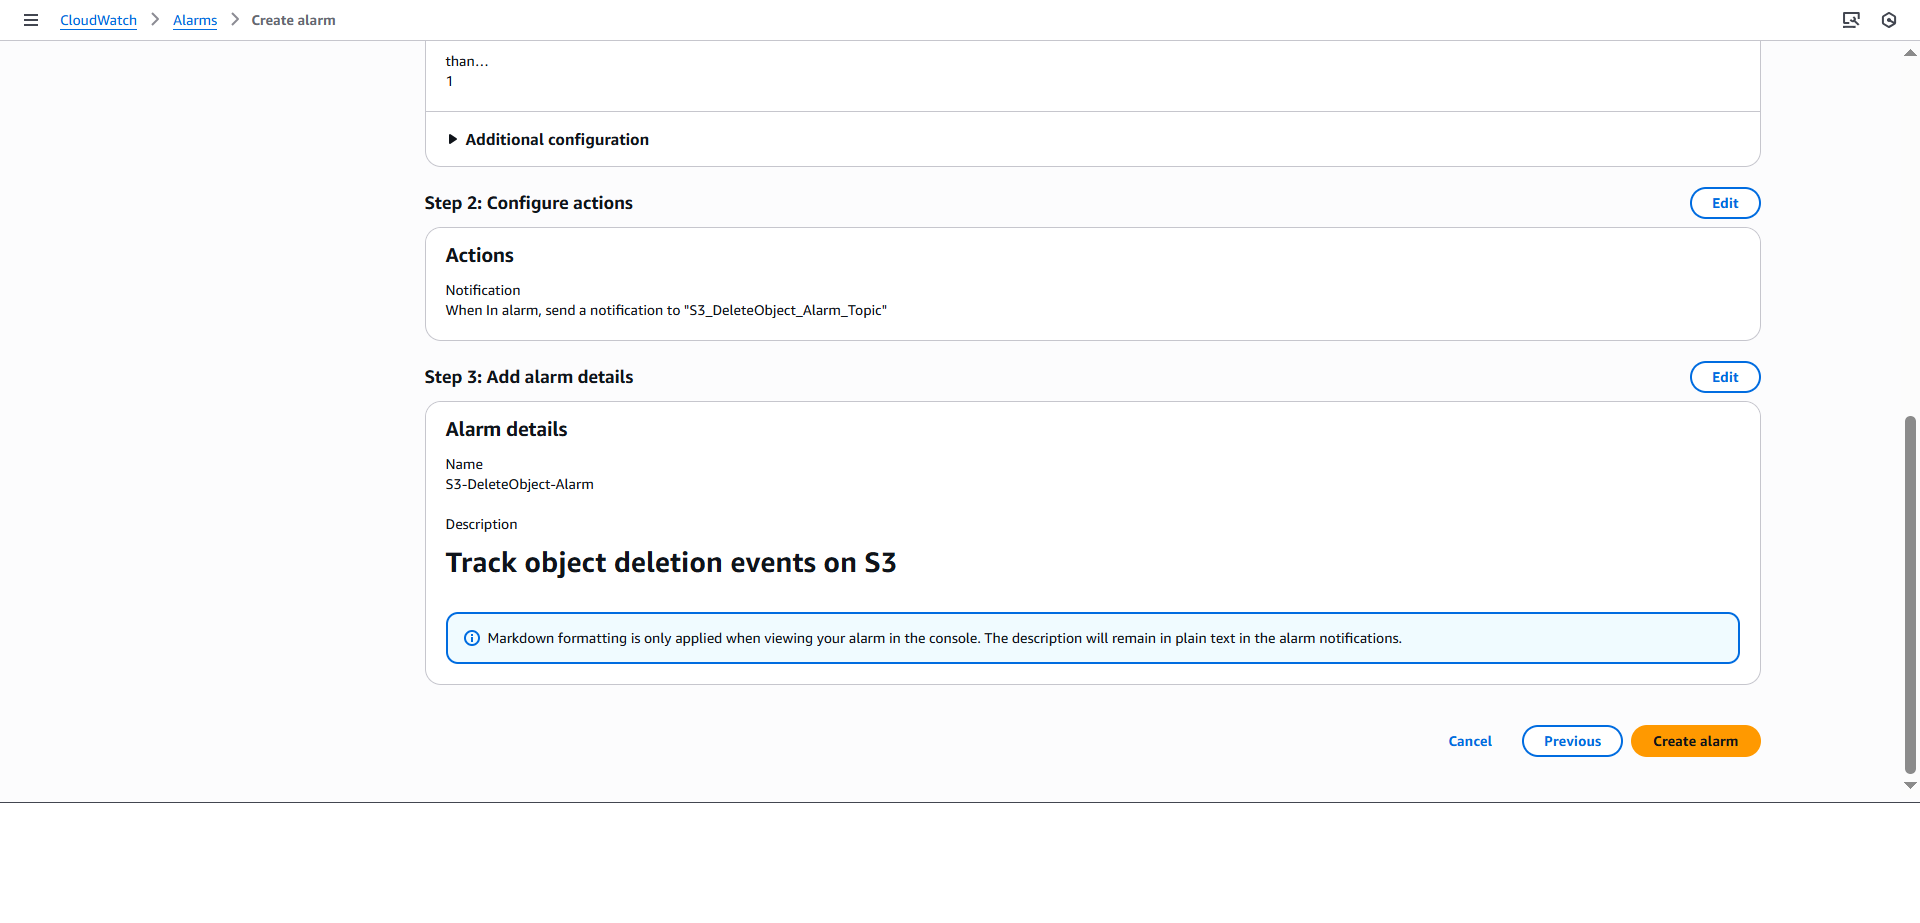 CloudWatch > Alarms > Create alarm
than...
1
Additional configuration
Step 2: Configure actions
Edit
Actions
Notification
When In alarm, send a notification to "S3_DeleteObject_Alarm_Topic"
Step 3: Add alarm details
Edit
Alarm details
Name
S3-DeleteObject-Alarm
Description
Track object deletion events on S3
Markdown formatting is only applied when viewing your alarm in the console. The description will remain in plain text in the alarm notifications.
Cancel Previous Create alarm